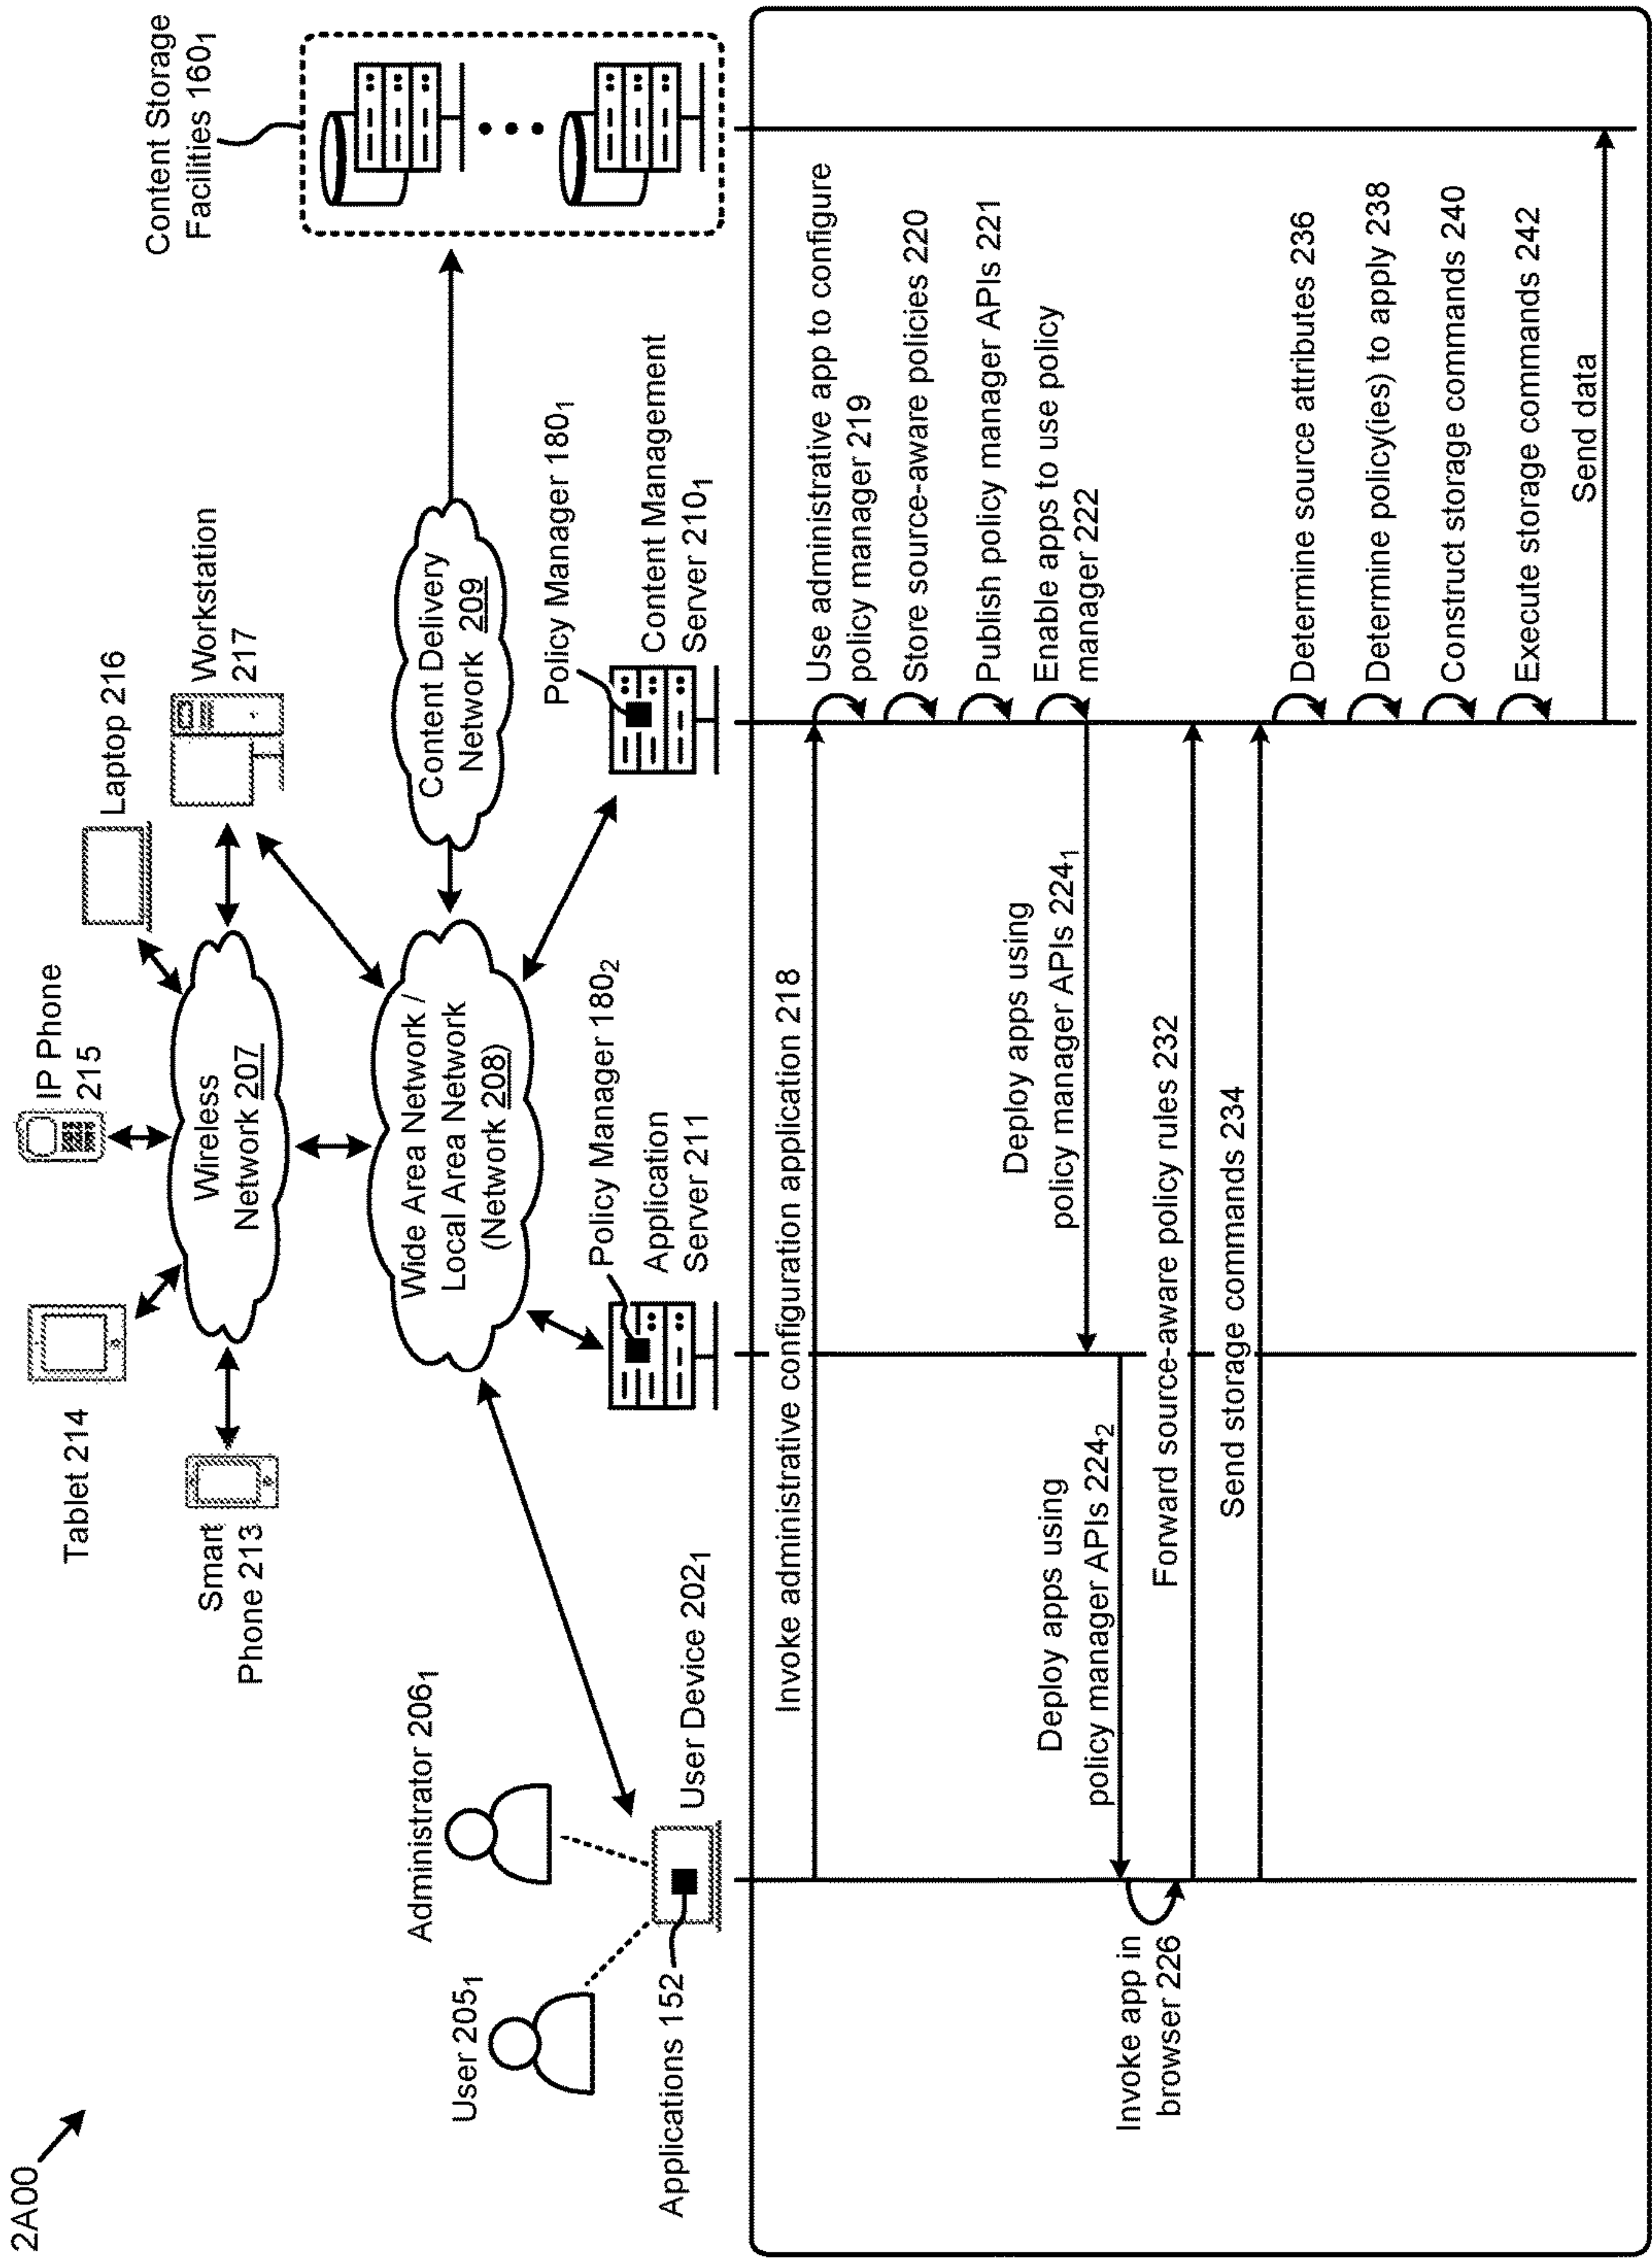 2A00
Tablet 214
IP Phone
215
Laptop 216
Smart
Phone 213
Wireless
Network 207
Workstation
217
Content Storage
Facilities 160₁
User 205₁
Administrator 206₁
Wide Area Network /
Local Area Network
(Network 208)
Content Delivery
Network 209
Applications 152
User Device 202₁
Policy Manager 180₂
Application
Server 211
Policy Manager 180₁
Content Management
Server 210₁
Invoke administrative configuration application 218
Use administrative app to configure
policy manager 219
Store source-aware policies 220
Publish policy manager APIs 221
Enable apps to use policy
manager 222
Deploy apps using
policy manager APIs 224₁
Deploy apps using
policy manager APIs 224₂
Invoke app in
browser 226
Forward source-aware policy rules 232
Send storage commands 234
Determine source attributes 236
Determine policy(ies) to apply 238
Construct storage commands 240
Execute storage commands 242
Send data